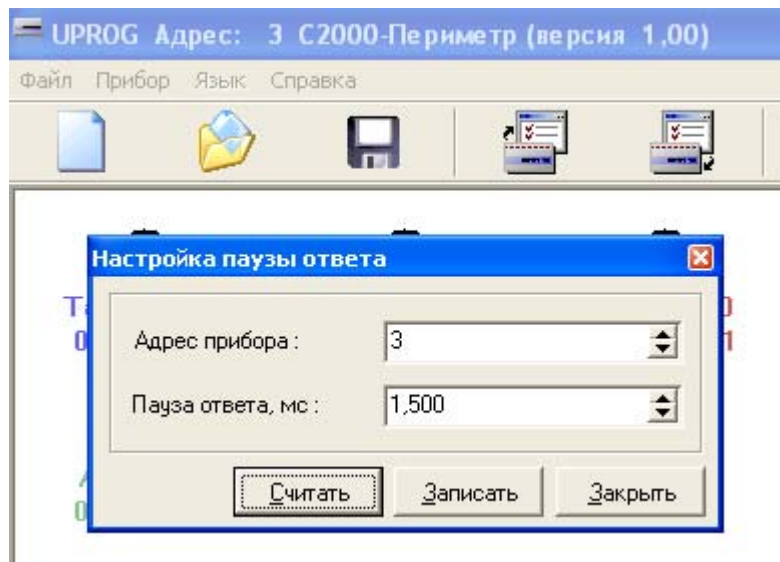 UPROG Адрес: 3 С2000-Периметр (версия 1,00)
Файл Прибор Язык Справка
Настройка паузы ответа
Адрес прибора : 3
Пауза ответа, мс : 1,500
Считать Записать Закрыть